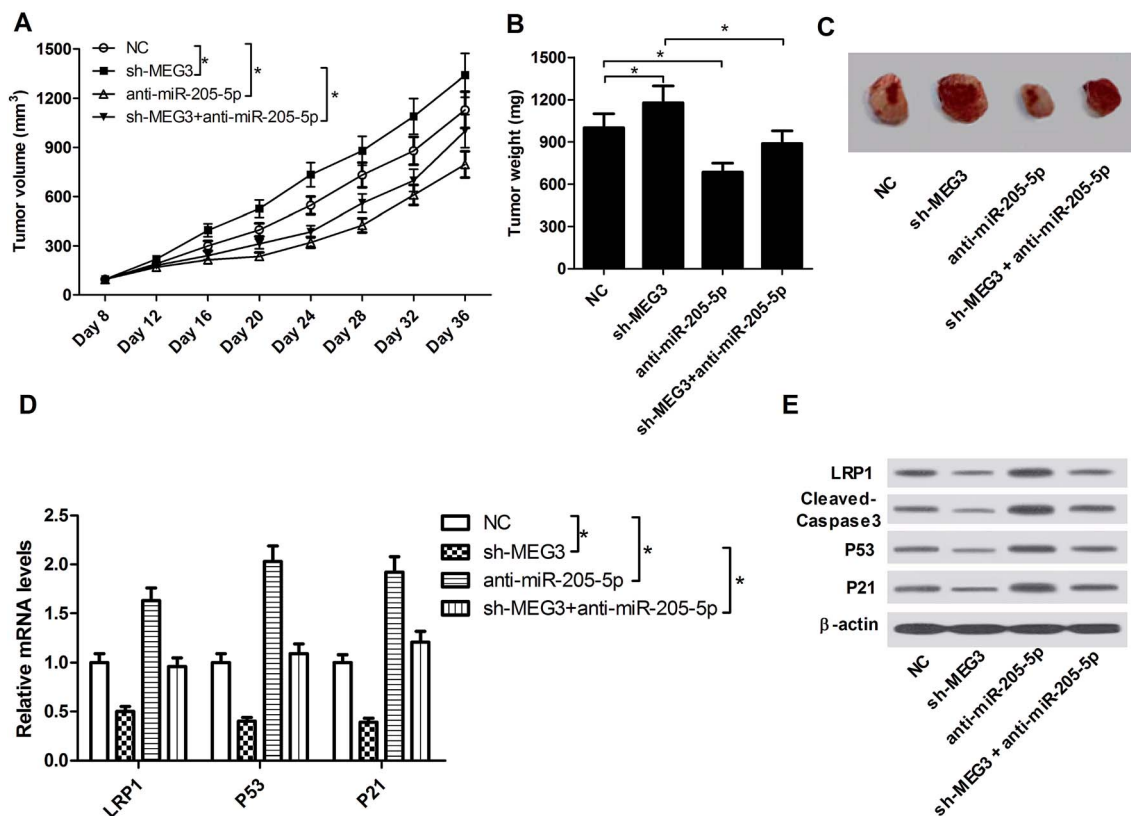 A
Tumor volume (mm³)
1500
1200
900
600
300
0
NC
sh-MEG3
anti-miR-205-5p
sh-MEG3+anti-miR-205-5p
*
*
*
Day 8
Day 12
Day 16
Day 20
Day 24
Day 28
Day 32
Day 36
B
Tumor weight (mg)
1500
1200
900
600
300
0
*
*
*
NC
sh-MEG3
anti-miR-205-5p
sh-MEG3+anti-miR-205-5p
C
NC
sh-MEG3
anti-miR-205-5p
sh-MEG3 + anti-miR-205-5p
D
Relative mRNA levels
2.5
2.0
1.5
1.0
0.5
0.0
NC
sh-MEG3
anti-miR-205-5p
sh-MEG3+anti-miR-205-5p
*
*
*
LRP1
P53
P21
E
LRP1
Cleaved-
Caspase3
P53
P21
β-actin
NC
sh-MEG3
anti-miR-205-5p
sh-MEG3 + anti-miR-205-5p